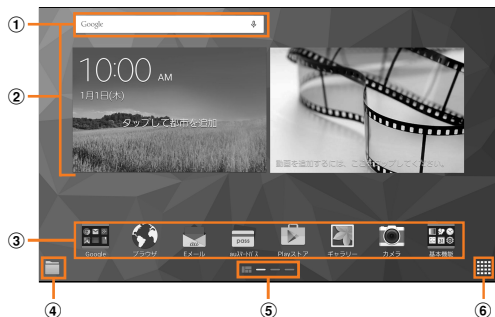 ①
Google
②
10:00 AM
1月1日(木)
タップして都市を追加
動画を追加するには、ここをタップしてください。
③
Google
ブラウザ
Eメール
pass
auスマートパス
Playストア
ギャラリー
カメラ
基本機能
④
⑤
⑥